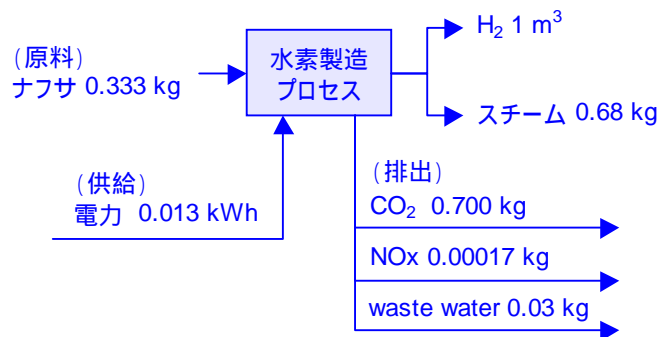 (原料)
ナフサ 0.333 kg
水素製造
プロセス
H₂ 1 m³
スチーム 0.68 kg
(供給)
電力 0.013 kWh
(排出)
CO₂ 0.700 kg
NOx 0.00017 kg
waste water 0.03 kg